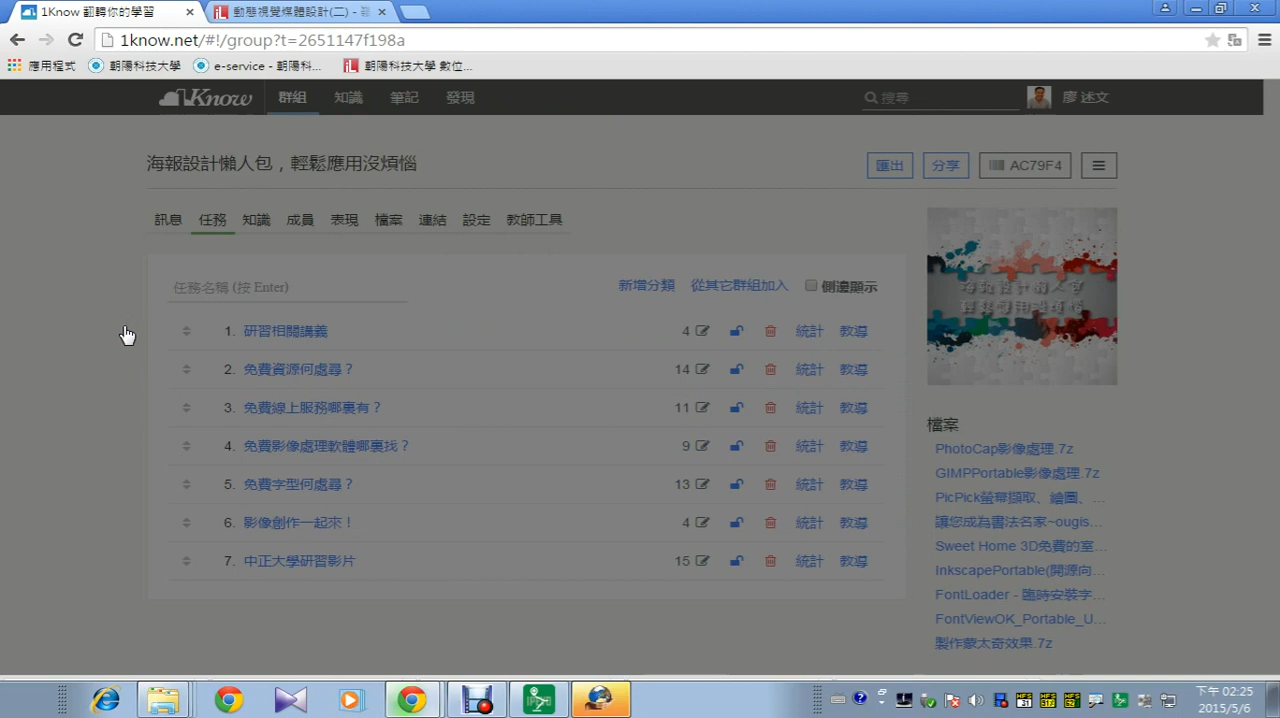 1Know 翻轉你的學習
動態視覺媒體設計(二) -
1know.net/#!/group?t=2651147f198a
應用程式
朝陽科技大學
e-service - 朝陽科...
朝陽科技大學 數位...
1Know
群組
知識
筆記
發現
搜尋
廖 述文
海報設計懶人包，輕鬆應用沒煩惱
匯出
分享
AC79F4
訊息
任務
知識
成員
表現
檔案
連結
設定
教師工具
任務名稱 (按 Enter)
新增分類
從其它群組加入
側邊顯示
1. 研習相關講義 4 統計 教導
2. 免費資源何處尋？ 14 統計 教導
3. 免費線上服務哪裏有？ 11 統計 教導
4. 免費影像處理軟體哪裏找？ 9 統計 教導
5. 免費字型何處尋？ 13 統計 教導
6. 影像創作一起來！ 4 統計 教導
7. 中正大學研習影片 15 統計 教導
海報設計懶人包
輕鬆應用沒煩惱
檔案
PhotoCap影像處理.7z
GIMPPortable影像處理.7z
PicPick螢幕擷取、繪圖、...
讓您成為書法名家~ougis...
Sweet Home 3D免費的室...
InkscapePortable(開源向...
FontLoader - 臨時安裝字...
FontViewOK_Portable_U...
製作蒙太奇效果.7z
下午 02:25
2015/5/6